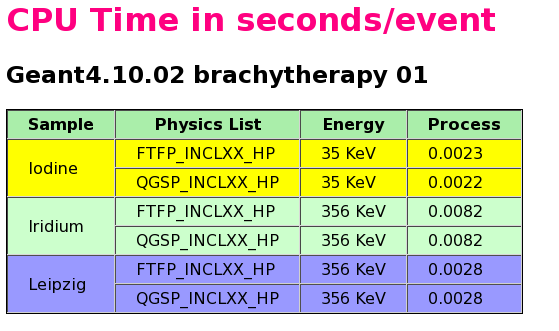 CPU Time in seconds/event
Geant4.10.02 brachytherapy 01
Sample Physics List Energy Process
Iodine FTFP_INCLXX_HP 35 KeV 0.0023
QGSP_INCLXX_HP 35 KeV 0.0022
Iridium FTFP_INCLXX_HP 356 KeV 0.0082
QGSP_INCLXX_HP 356 KeV 0.0082
Leipzig FTFP_INCLXX_HP 356 KeV 0.0028
QGSP_INCLXX_HP 356 KeV 0.0028